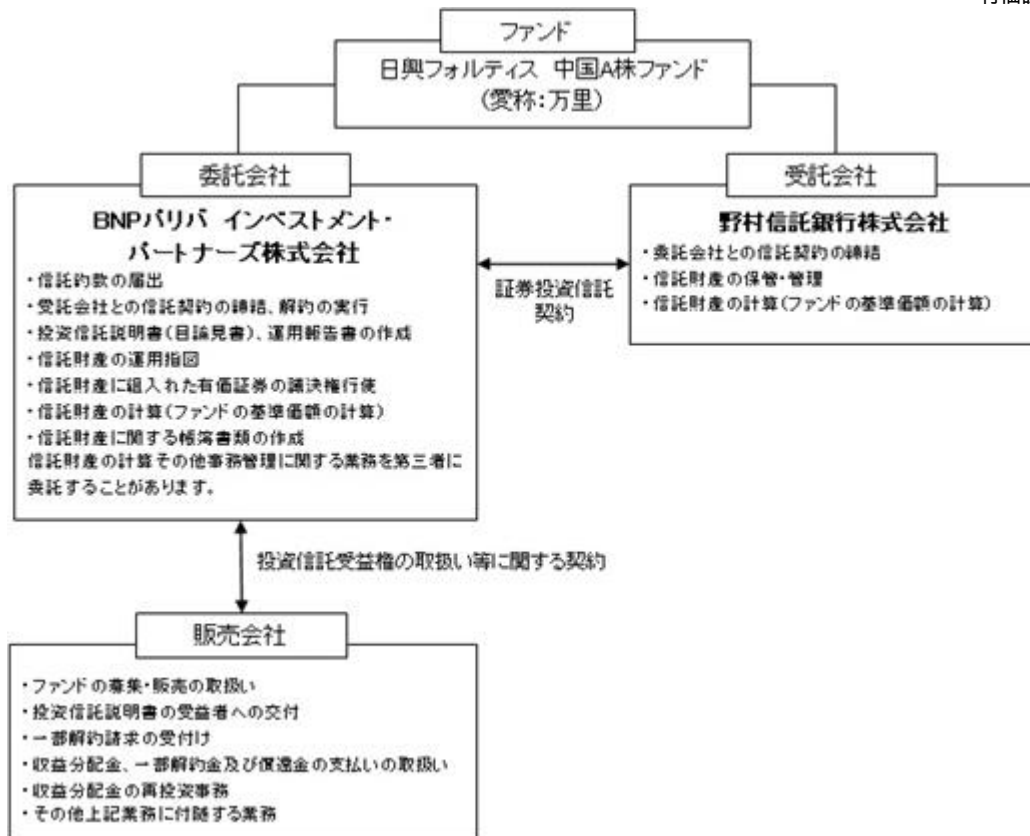 ファンド
日興フォルティス 中国A株ファンド
(愛称:万里)
委託会社
BNPパリバ インベストメント・
パートナーズ株式会社
・信託約款の届出
・受託会社との信託契約の締結、解約の実行
・投資信託説明書(目論見書)、運用報告書の作成
・信託財産の運用指図
・信託財産に組入れた有価証券の議決権行使
・信託財産の計算(ファンドの基準価額の計算)
・信託財産に関する帳簿書類の作成
信託財産の計算その他事務管理に関する業務を第三者に
委託することがあります。
証券投資信託
契約
受託会社
野村信託銀行株式会社
・委託会社との信託契約の締結
・信託財産の保管・管理
・信託財産の計算(ファンドの基準価額の計算)
投資信託受益権の取扱い等に関する契約
販売会社
・ファンドの募集・販売の取扱い
・投資信託説明書の受益者への交付
・一部解約請求の受付け
・収益分配金、一部解約金及び償還金の支払いの取扱い
・収益分配金の再投資事務
・その他上記業務に付随する業務